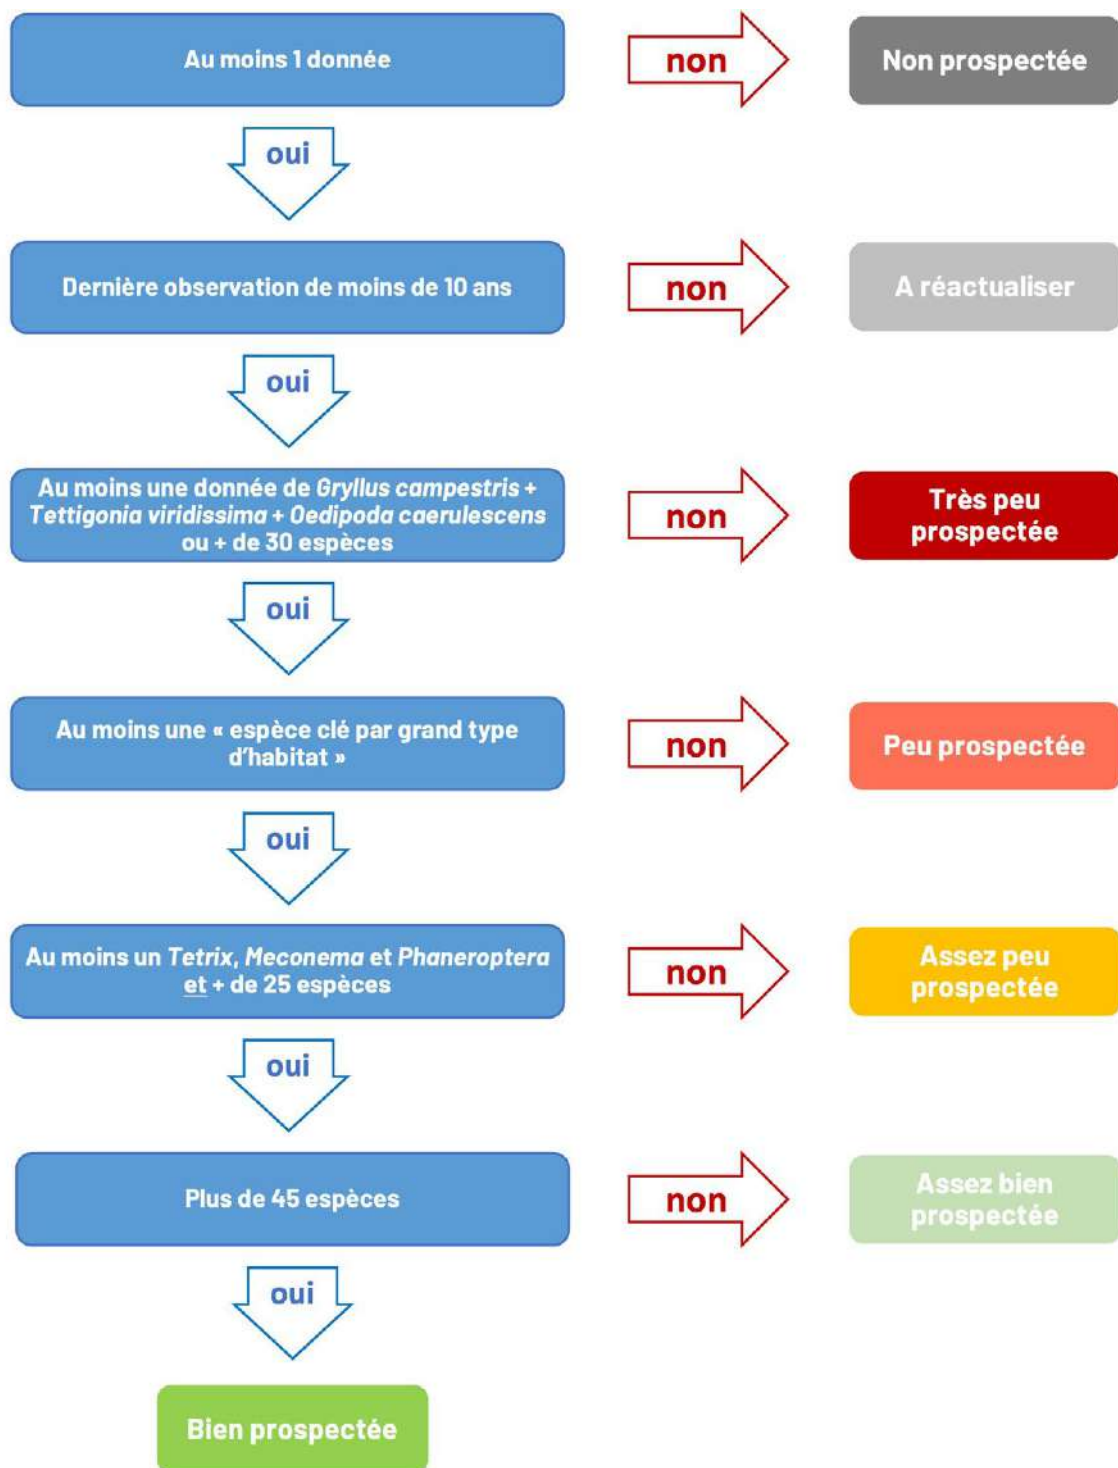 Au moins 1 donnée
non
Non prospectée
oui
Dernière observation de moins de 10 ans
non
A réactualiser
oui
Au moins une donnée de Gryllus campestris +
Tettigonia viridissima + Oedipoda caerulescens
ou + de 30 espèces
non
Très peu
prospectée
oui
Au moins une « espèce clé par grand type
d'habitat »
non
Peu prospectée
oui
Au moins un Tetrix, Meconema et Phaneroptera
et + de 25 espèces
non
Assez peu
prospectée
oui
Plus de 45 espèces
non
Assez bien
prospectée
oui
Bien prospectée